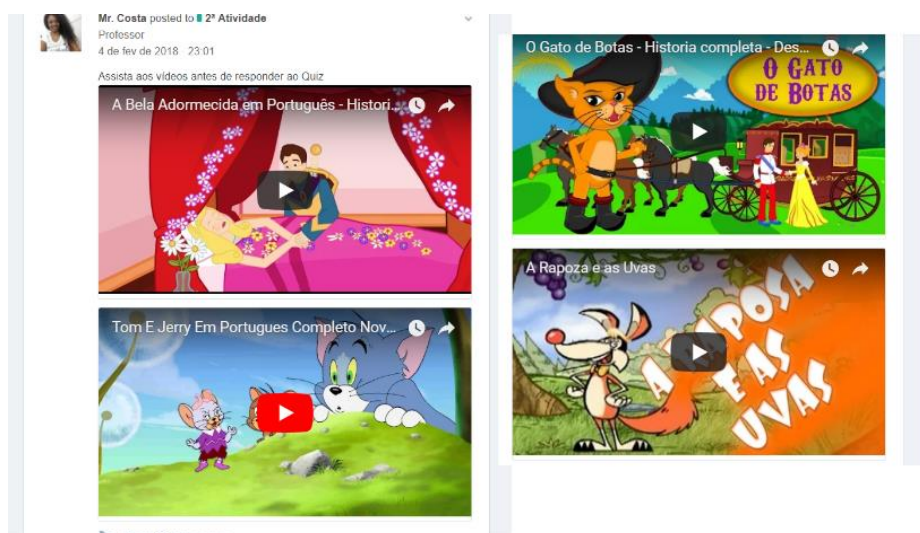 Mr. Costa posted to 2ª Atividade
Professor
4 de fev de 2018 23:01
Assista aos vídeos antes de responder ao Quiz
A Bela Adormecida em Português - Histori...
Tom E Jerry Em Portugues Completo Nov...
O Gato de Botas - Historia completa - Des...
O GATO
DE BOTAS
A Rapoza e as Uvas
A RAPOSA
E AS
UVAS